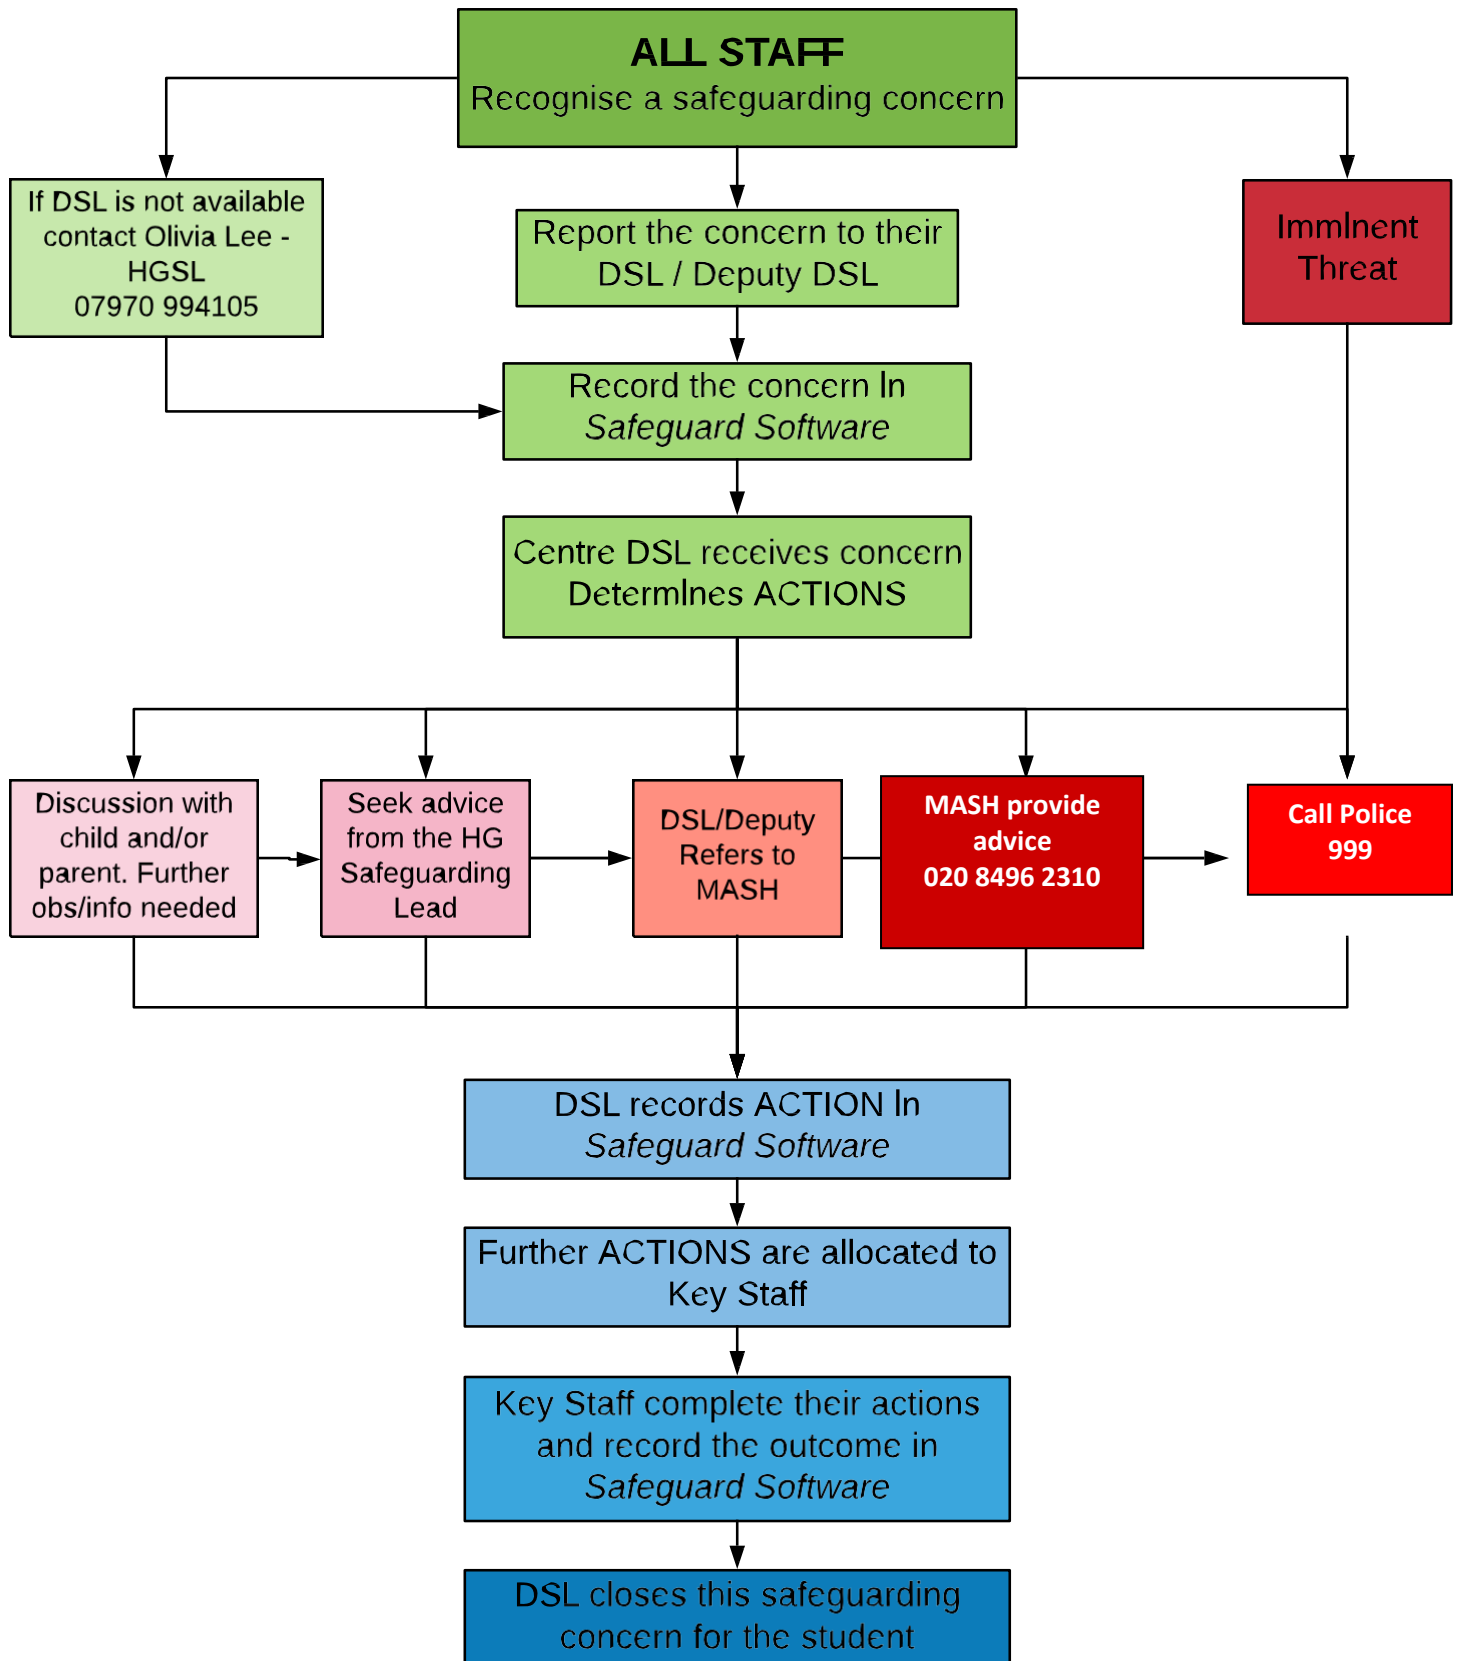 ALL STAFF
Recognise a safeguarding concern
If DSL is not available
contact Olivia Lee -
HGSL
07970 994105
Report the concern to their
DSL / Deputy DSL
Imminent
Threat
Record the concern In
Safeguard Software
Centre DSL receives concern
Determines ACTIONS
Discussion with
child and/or
parent. Further
obs/info needed
Seek advice
from the HG
Safeguarding
Lead
DSL/Deputy
Refers to
MASH
MASH provide
advice
020 8496 2310
Call Police
999
DSL records ACTION In
Safeguard Software
Further ACTIONS are allocated to
Key Staff
Key Staff complete their actions
and record the outcome in
Safeguard Software
DSL closes this safeguarding
concern for the student